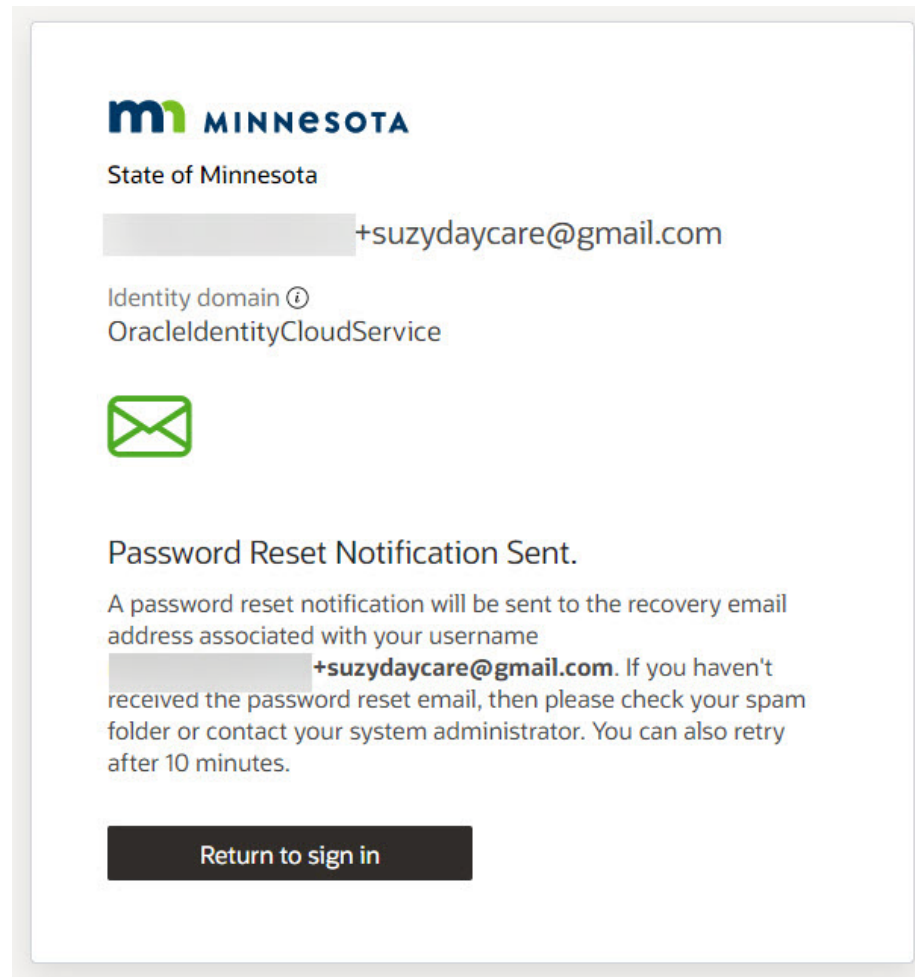 mn MINNESOTA
State of Minnesota
+suzydaycare@gmail.com
Identity domain i
OracleIdentityCloudService
Password Reset Notification Sent.
A password reset notification will be sent to the recovery email
address associated with your username
+suzydaycare@gmail.com. If you haven't
received the password reset email, then please check your spam
folder or contact your system administrator. You can also retry
after 10 minutes.
Return to sign in